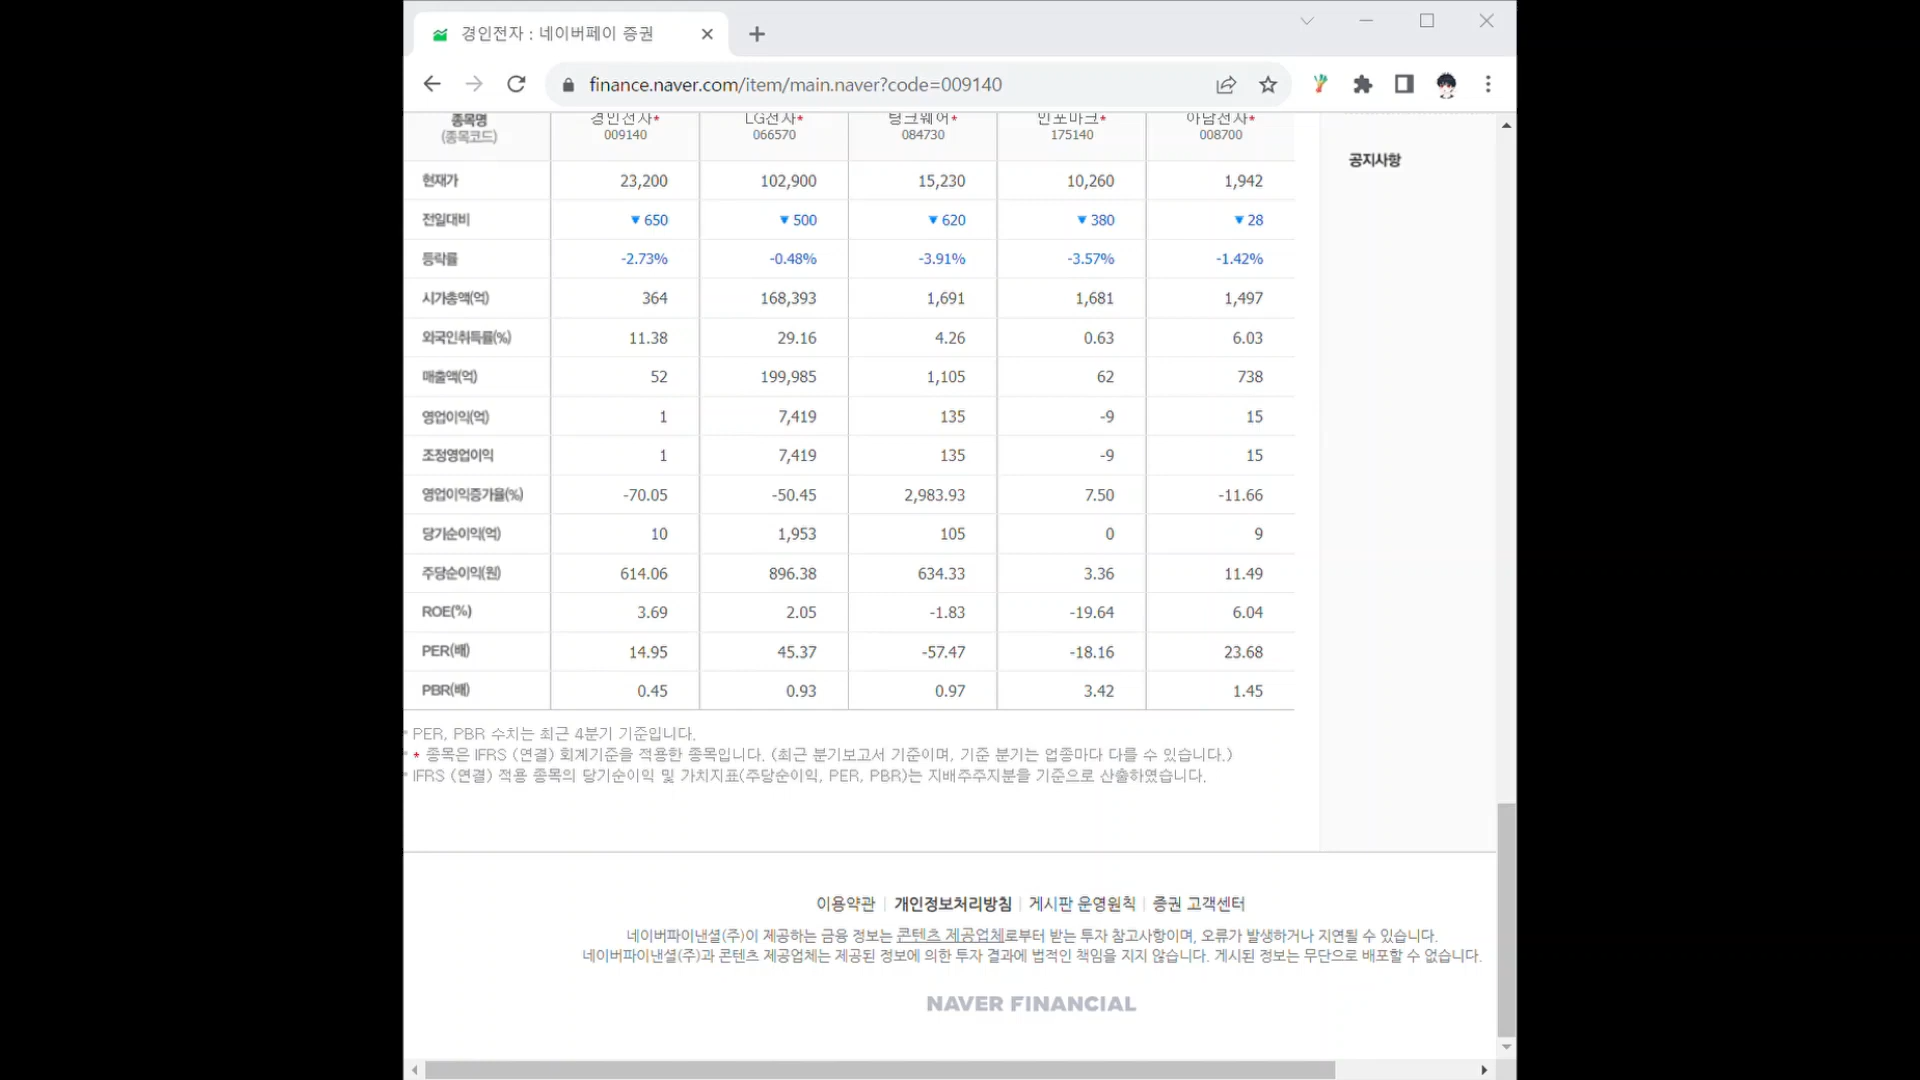 경인전자 : 네이버페이 증권
finance.naver.com/item/main.naver?code=009140
종목명 경인전자* LG전자* 팅크웨어* 인포마크* 아남전자*
(종목코드) 009140 066570 084730 175140 008700
공지사항
현재가 23,200 102,900 15,230 10,260 1,942
전일대비 ▼650 ▼500 ▼620 ▼380 ▼28
등락률 -2.73% -0.48% -3.91% -3.57% -1.42%
시가총액(억) 364 168,393 1,691 1,681 1,497
외국인취득률(%) 11.38 29.16 4.26 0.63 6.03
매출액(억) 52 199,985 1,105 62 738
영업이익(억) 1 7,419 135 -9 15
조정영업이익 1 7,419 135 -9 15
영업이익증가율(%) -70.05 -50.45 2,983.93 7.50 -11.66
당기순이익(억) 10 1,953 105 0 9
주당순이익(원) 614.06 896.38 634.33 3.36 11.49
ROE(%) 3.69 2.05 -1.83 -19.64 6.04
PER(배) 14.95 45.37 -57.47 -18.16 23.68
PBR(배) 0.45 0.93 0.97 3.42 1.45
* PER, PBR 수치는 최근 4분기 기준입니다.
* * 종목은 IFRS (연결) 회계기준을 적용한 종목입니다. (최근 분기보고서 기준이며, 기준 분기는 업종마다 다를 수 있습니다.)
* IFRS (연결) 적용 종목의 당기순이익 및 가치지표(주당순이익, PER, PBR)는 지배주주지분을 기준으로 산출하였습니다.
이용약관 | 개인정보처리방침 | 게시판 운영원칙 | 증권 고객센터
네이버파이낸셜(주)이 제공하는 금융 정보는 콘텐츠 제공업체로부터 받는 투자 참고사항이며, 오류가 발생하거나 지연될 수 있습니다.
네이버파이낸셜(주)과 콘텐츠 제공업체는 제공된 정보에 의한 투자 결과에 법적인 책임을 지지 않습니다. 게시된 정보는 무단으로 배포할 수 없습니다.
NAVER FINANCIAL